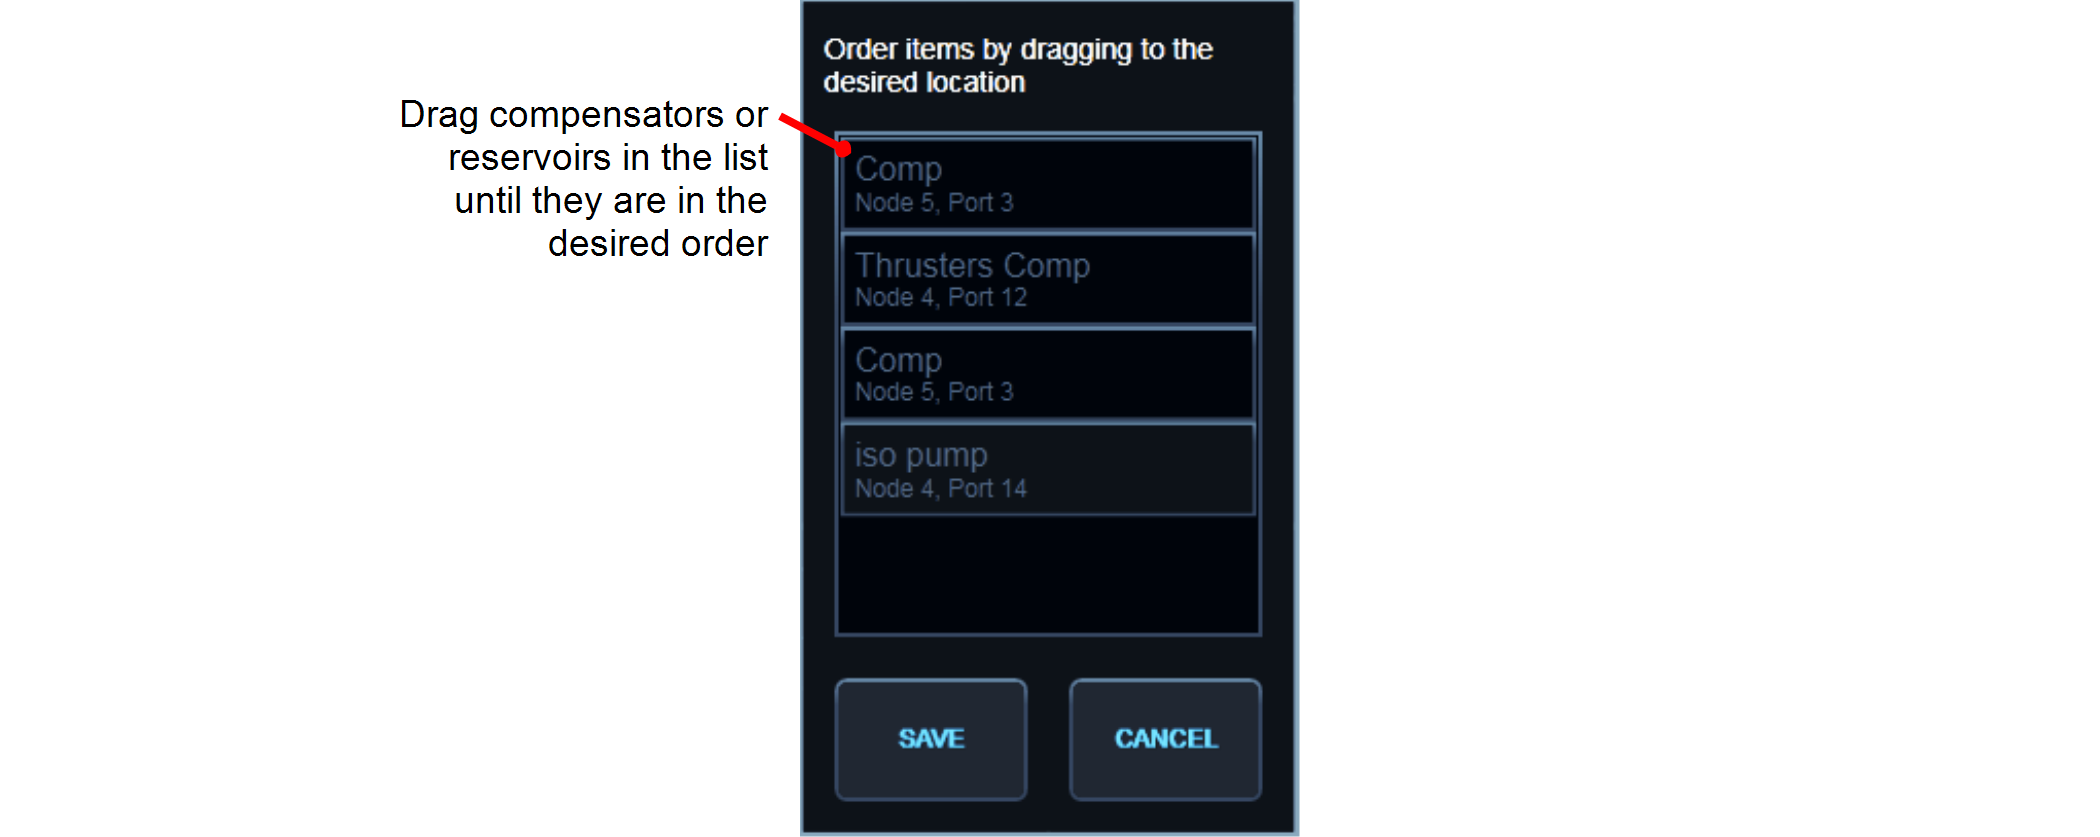 Order items by dragging to the
desired location
Drag compensators or
reservoirs in the list
until they are in the
desired order
Comp
Node 5, Port 3
Thrusters Comp
Node 4, Port 12
Comp
Node 5, Port 3
iso pump
Node 4, Port 14
SAVE
CANCEL